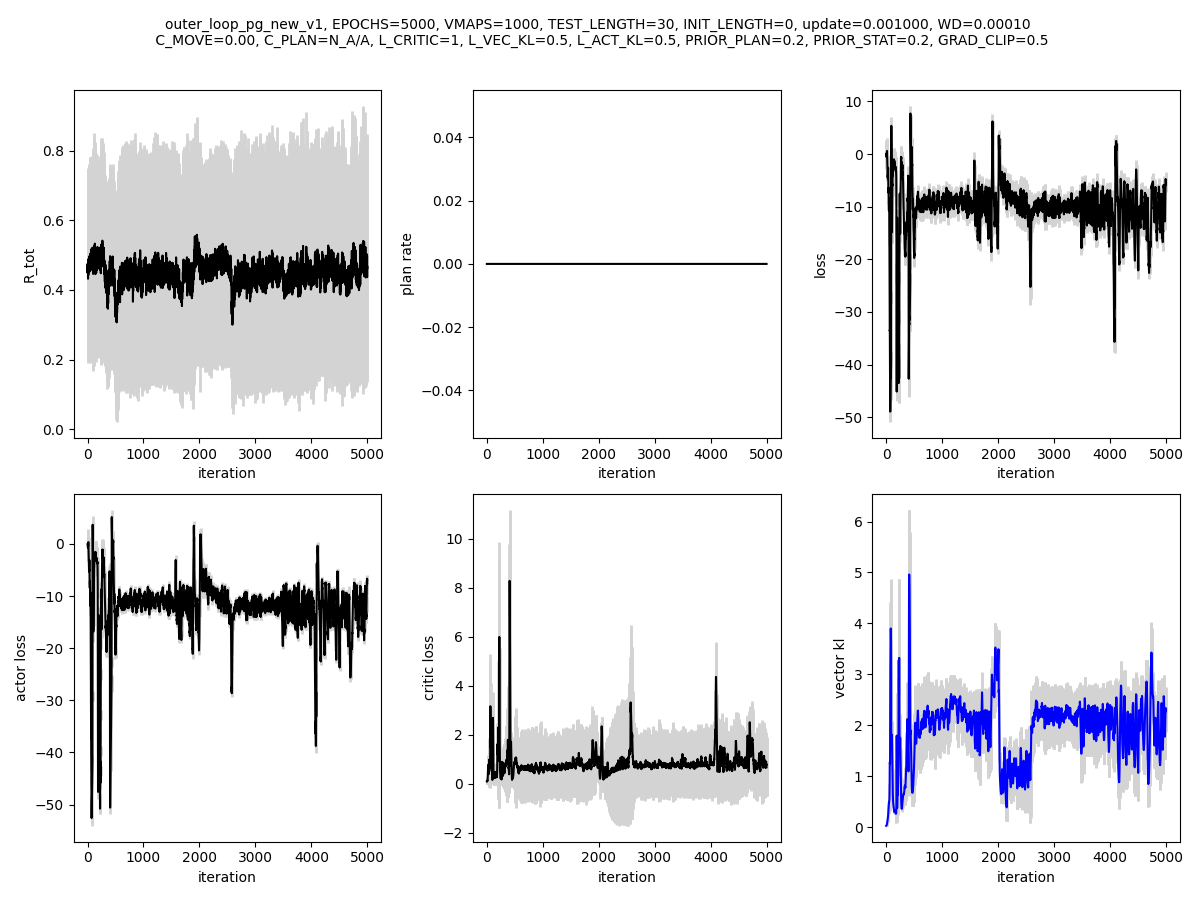 outer_loop_pg_new_v1, EPOCHS=5000, VMAPS=1000, TEST_LENGTH=30, INIT_LENGTH=0, update=0.001000, WD=0.00010
C_MOVE=0.00, C_PLAN=N_A/A, L_CRITIC=1, L_VEC_KL=0.5, L_ACT_KL=0.5, PRIOR_PLAN=0.2, PRIOR_STAT=0.2, GRAD_CLIP=0.5
R_tot
0.8
0.6
0.4
0.2
0.0
0 1000 2000 3000 4000 5000
iteration
plan rate
0.04
0.02
0.00
−0.02
−0.04
0 1000 2000 3000 4000 5000
iteration
loss
10
0
−10
−20
−30
−40
−50
0 1000 2000 3000 4000 5000
iteration
actor loss
0
−10
−20
−30
−40
−50
0 1000 2000 3000 4000 5000
iteration
critic loss
10
8
6
4
2
0
−2
0 1000 2000 3000 4000 5000
iteration
vector kl
6
5
4
3
2
1
0
0 1000 2000 3000 4000 5000
iteration